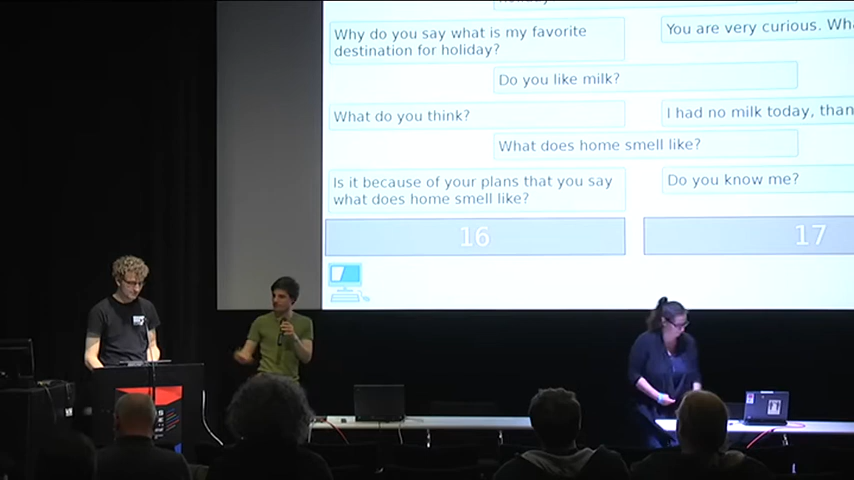 Why do you say what is my favorite
destination for holiday?
You are very curious.
Do you like milk?
What do you think?
I had no milk today,
What does home smell like?
Is it because of your plans that you say
what does home smell like?
Do you know me?
16
17